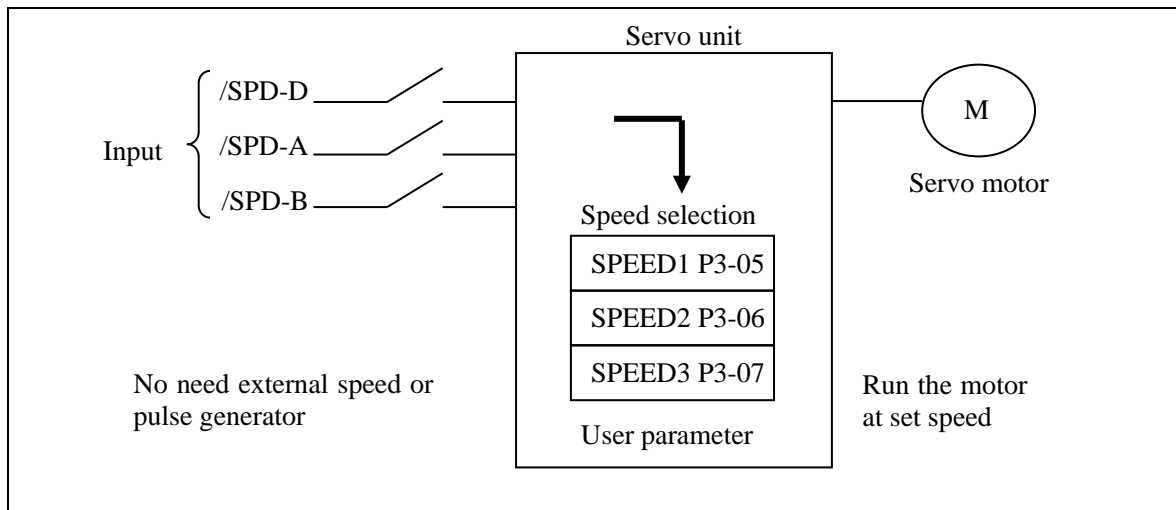 Servo unit
Input
/SPD-D
/SPD-A
/SPD-B
M
Servo motor
Speed selection
SPEED1 P3-05
SPEED2 P3-06
SPEED3 P3-07
User parameter
No need external speed or
pulse generator
Run the motor
at set speed